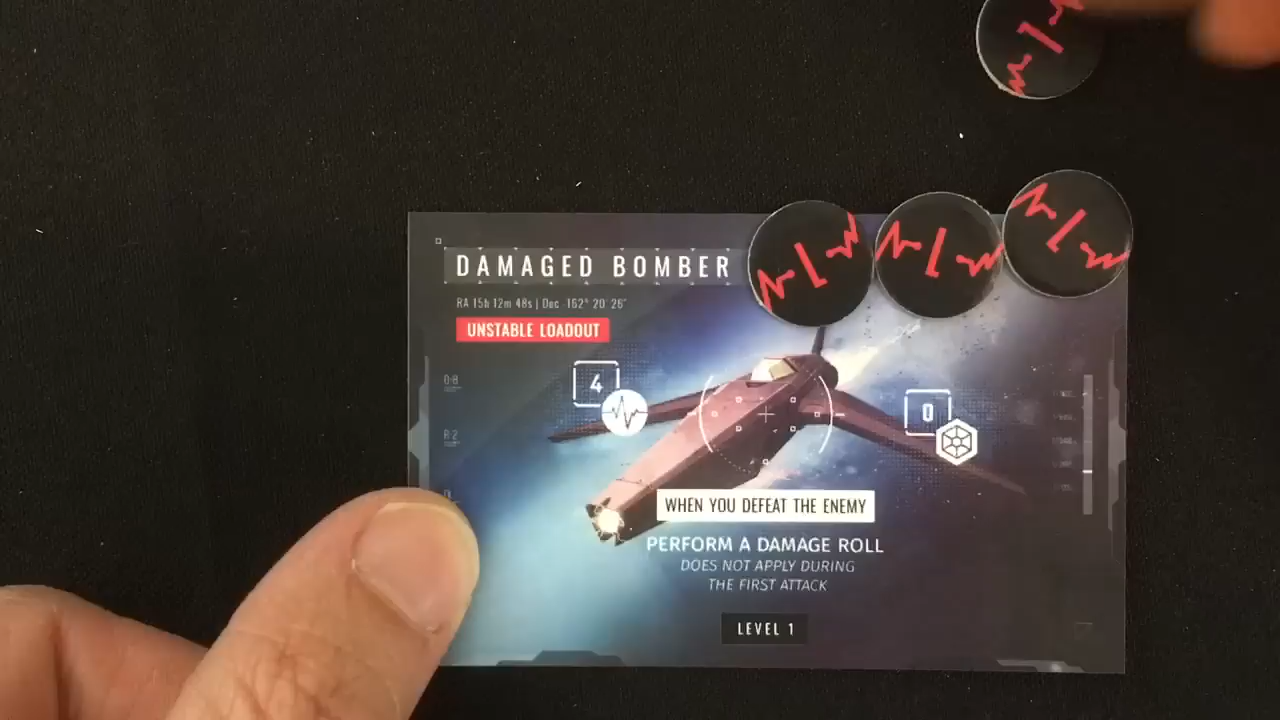 DAMAGED BOMBER
RA 15h 12m 48s | Dec -162° 20' 26"
UNSTABLE LOADOUT
4
0
WHEN YOU DEFEAT THE ENEMY
PERFORM A DAMAGE ROLL
DOES NOT APPLY DURING
THE FIRST ATTACK
LEVEL 1